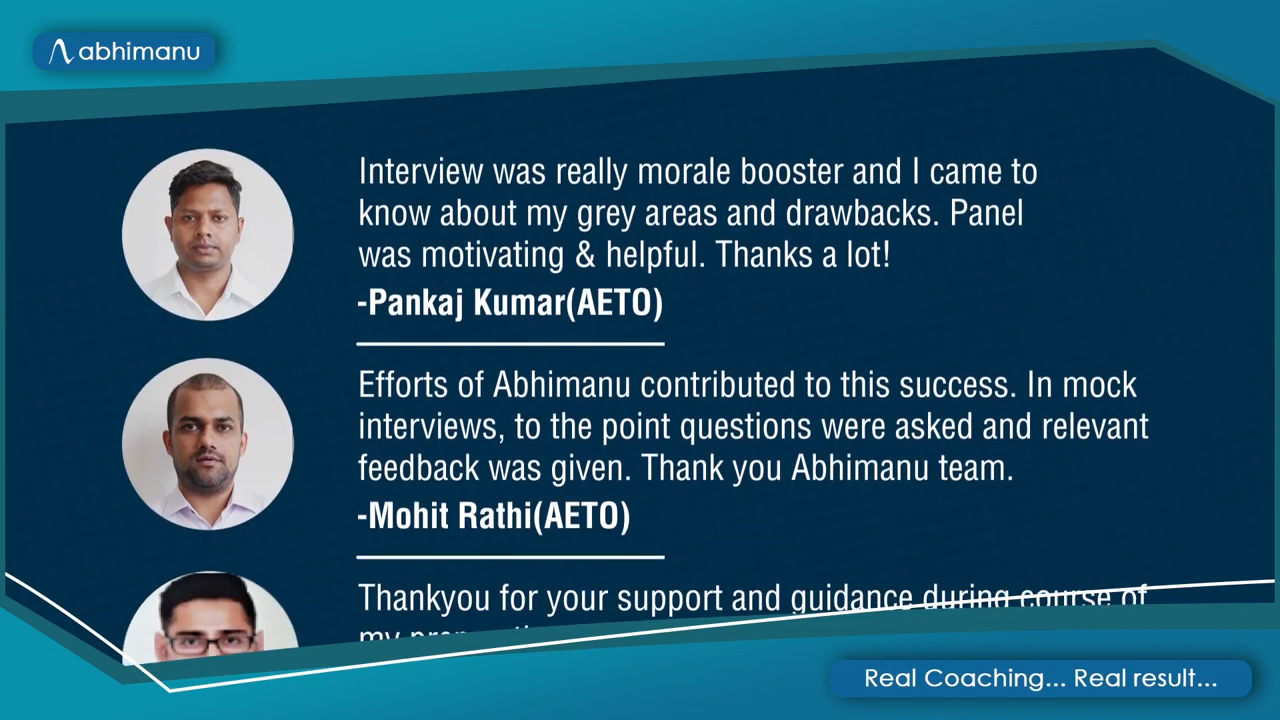 abhimanu
Interview was really morale booster and I came to
know about my grey areas and drawbacks. Panel
was motivating & helpful. Thanks a lot!
-Pankaj Kumar(AETO)
Efforts of Abhimanu contributed to this success. In mock
interviews, to the point questions were asked and relevant
feedback was given. Thank you Abhimanu team.
-Mohit Rathi(AETO)
Thankyou for your support and guidance during course of
my
Real Coaching... Real result...